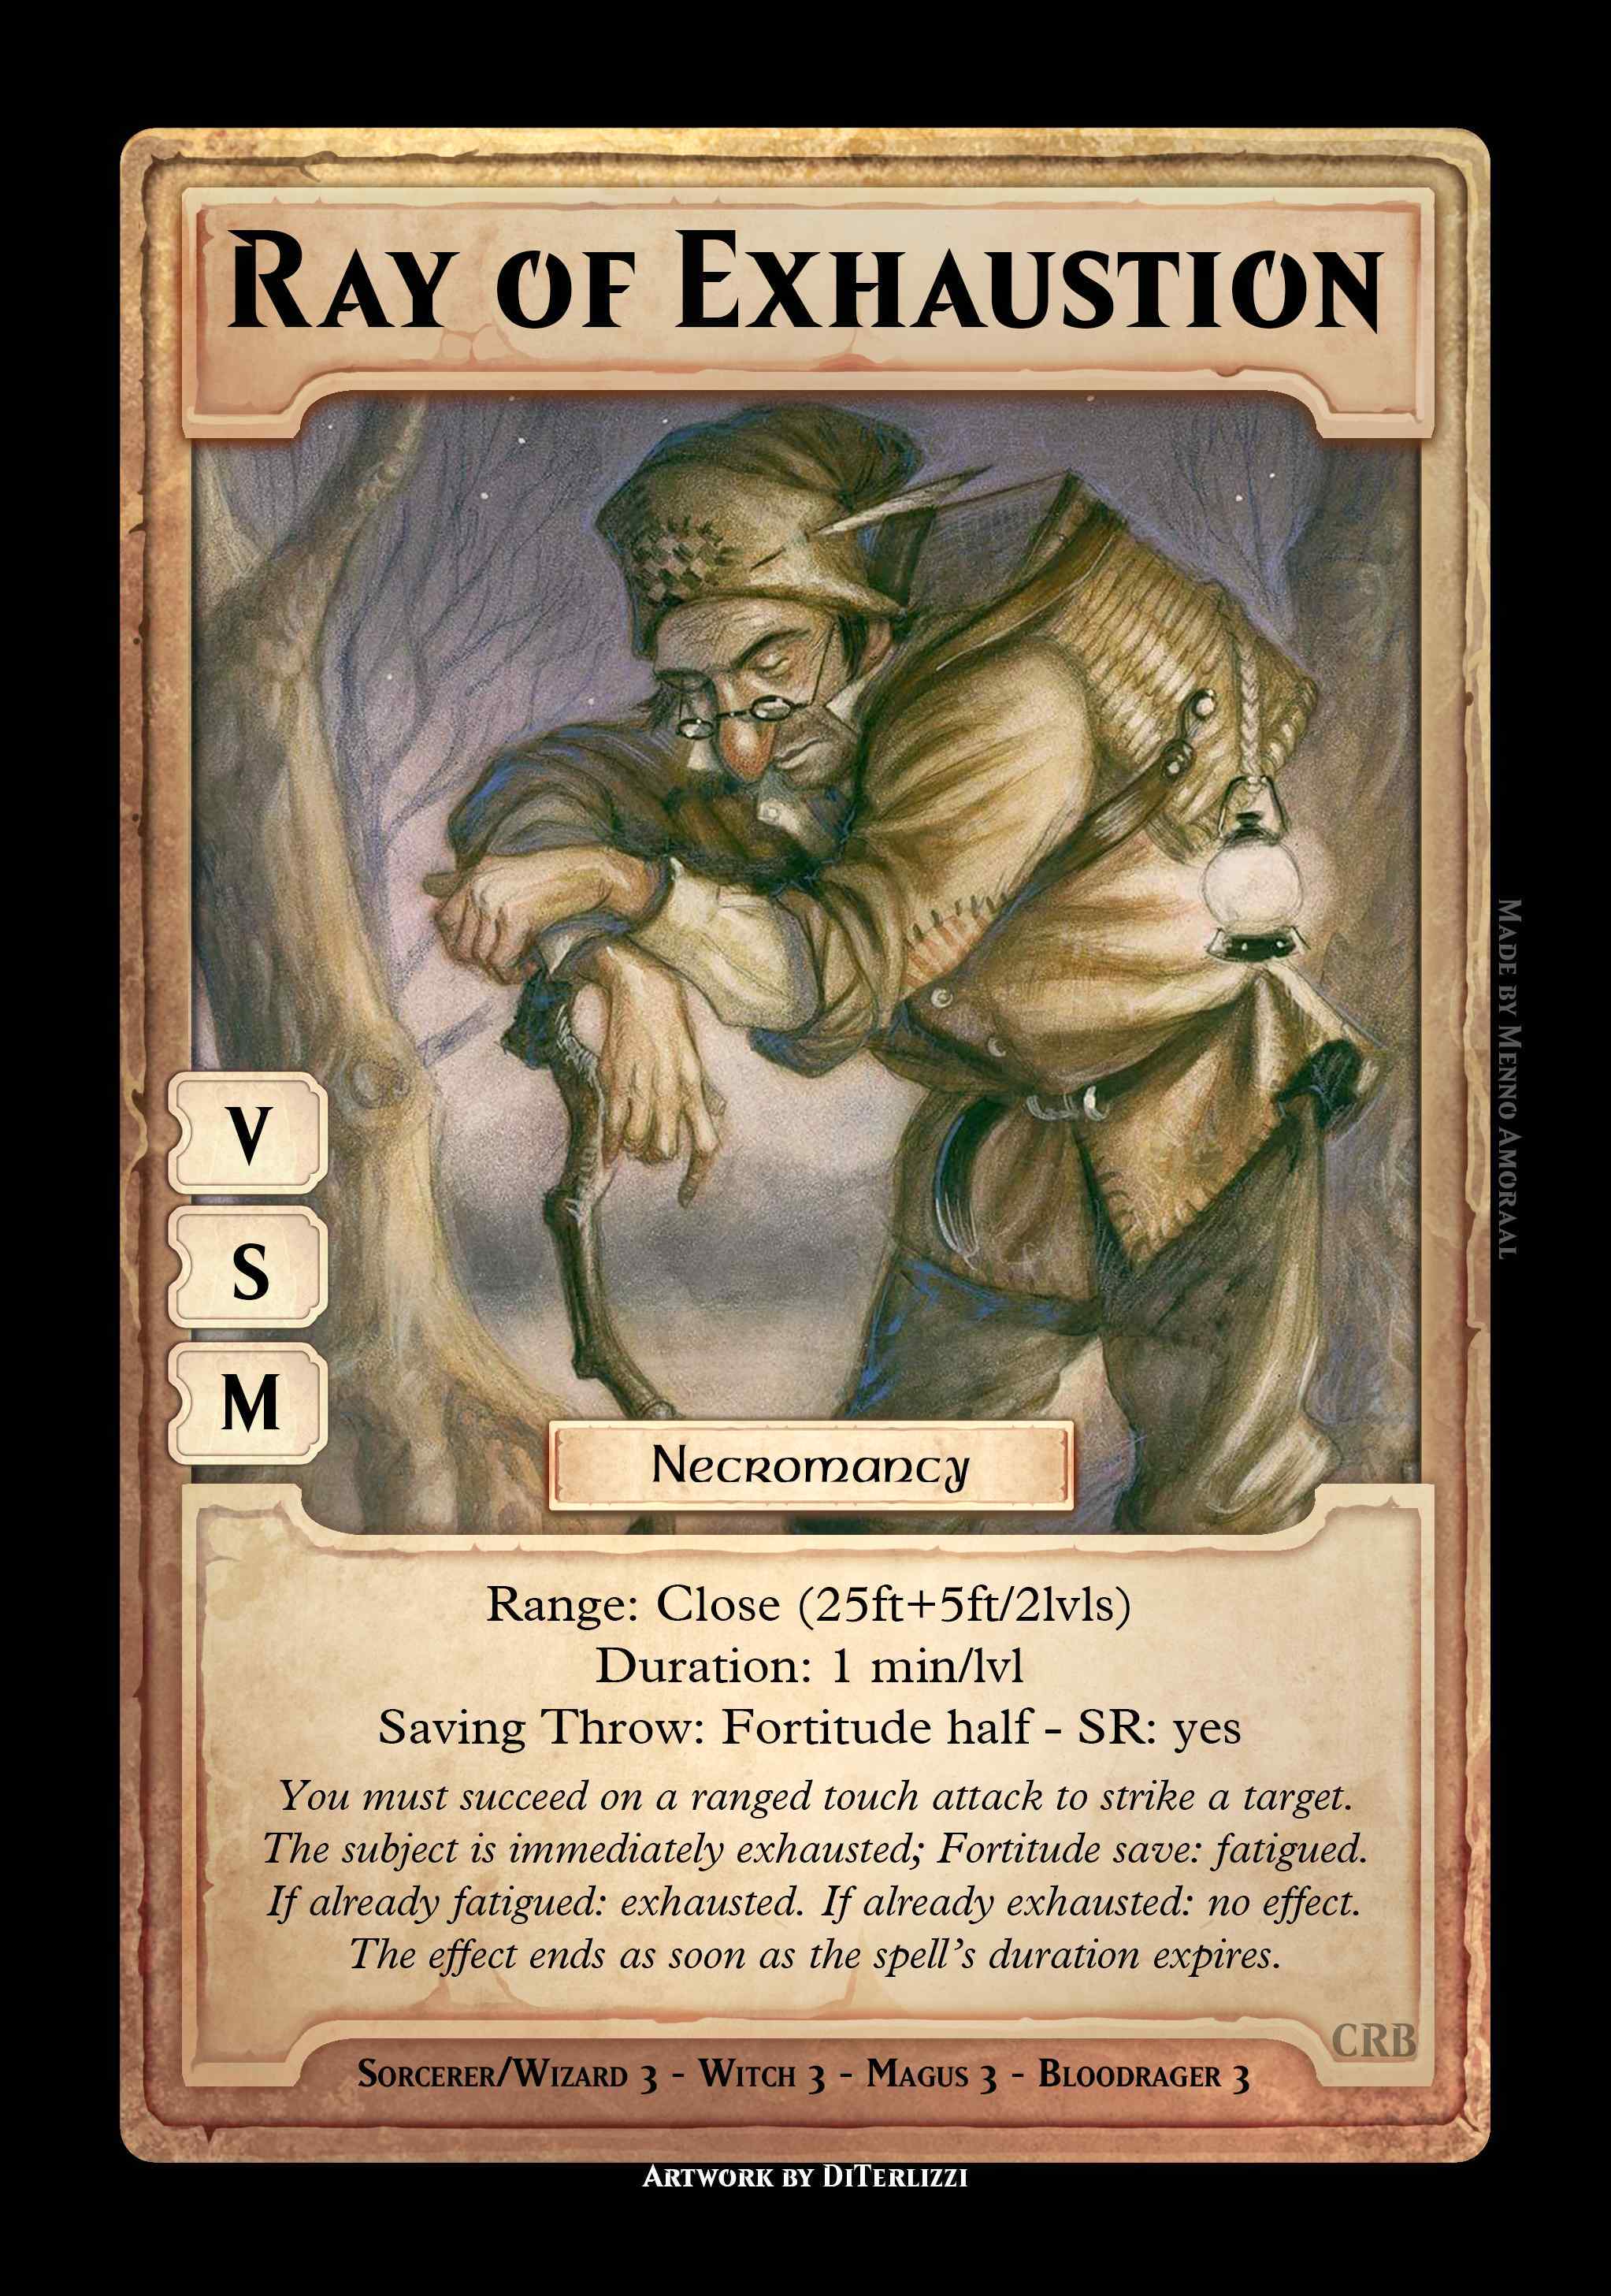 Ray of Exhaustion
V
S
M
Necromancy
Range: Close (25ft+5ft/2lvls)
Duration: 1 min/lvl
Saving Throw: Fortitude half - SR: yes
You must succeed on a ranged touch attack to strike a target.
The subject is immediately exhausted; Fortitude save: fatigued.
If already fatigued: exhausted. If already exhausted: no effect.
The effect ends as soon as the spell's duration expires.
CRB
Sorcerer/Wizard 3 - Witch 3 - Magus 3 - Bloodrager 3
Artwork by DiTerlizzi
Made by Menno Amoraal